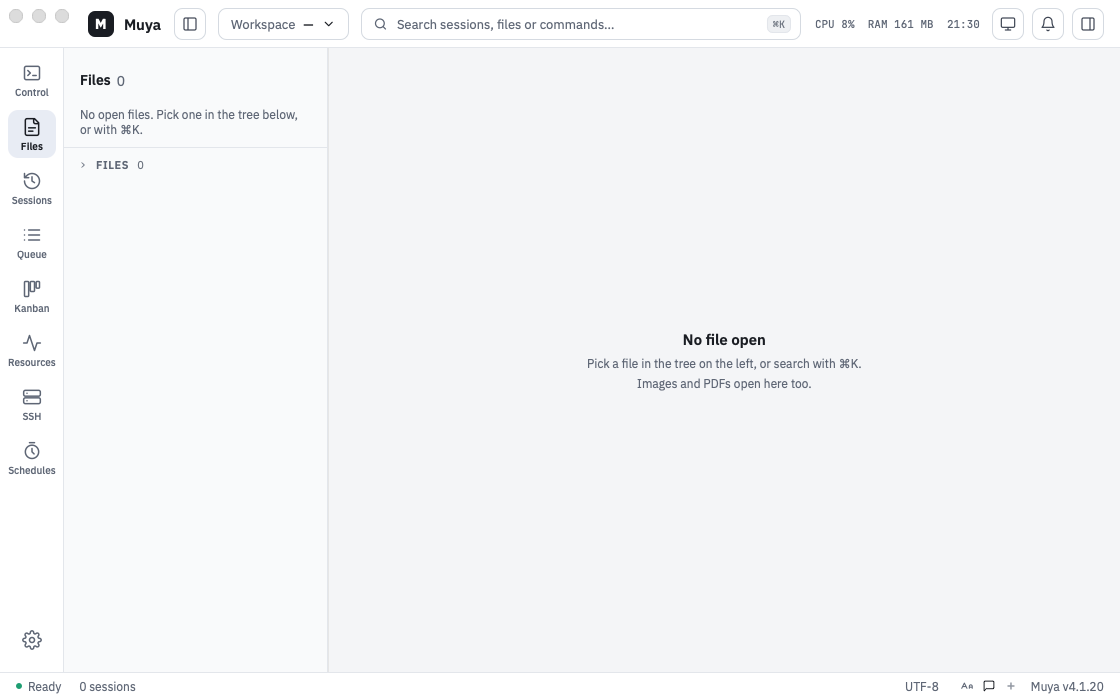 M Muya
Workspace –
Search sessions, files or commands...
⌘K
CPU 8% RAM 161 MB 21:30
Control
Files
Sessions
Queue
Kanban
Resources
SSH
Schedules
Files 0
No open files. Pick one in the tree below,
or with ⌘K.
FILES 0
No file open
Pick a file in the tree on the left, or search with ⌘K.
Images and PDFs open here too.
Ready 0 sessions
UTF-8 Aa + Muya v4.1.20